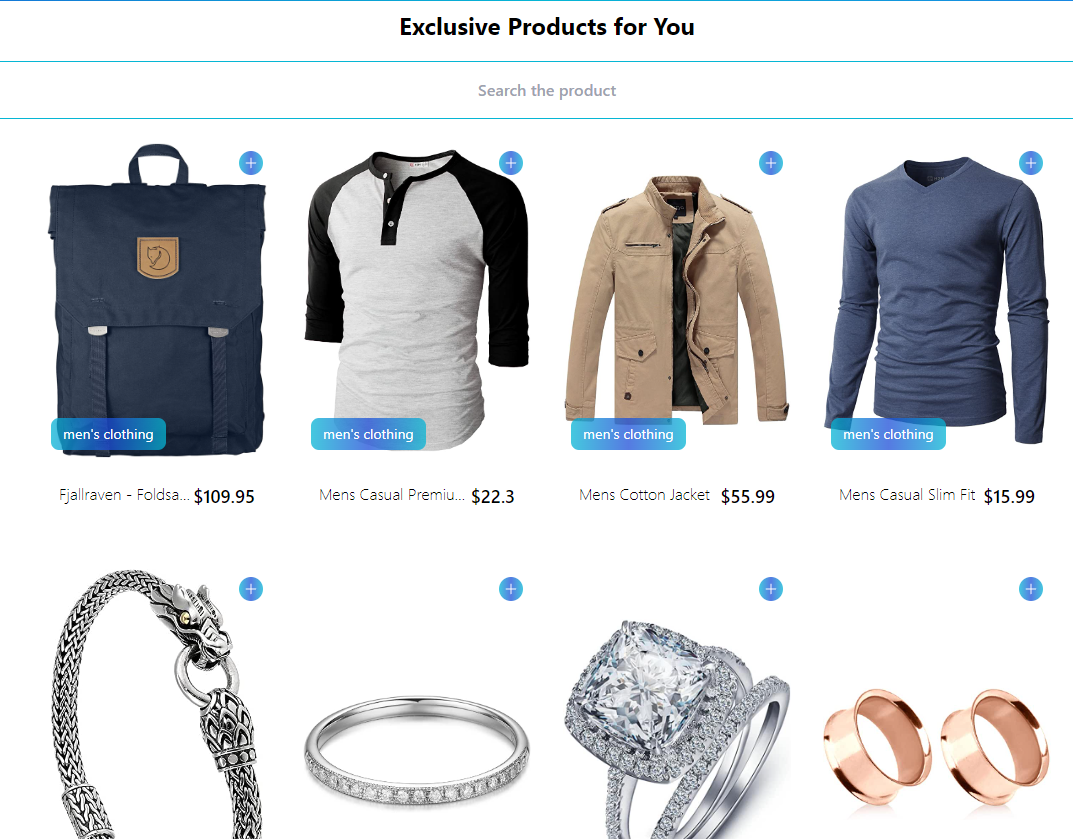 Exclusive Products for You
Search the product
men's clothing
men's clothing
men's clothing
men's clothing
Fjallraven - Foldsa... $109.95
Mens Casual Premiu... $22.3
Mens Cotton Jacket $55.99
Mens Casual Slim Fit $15.99